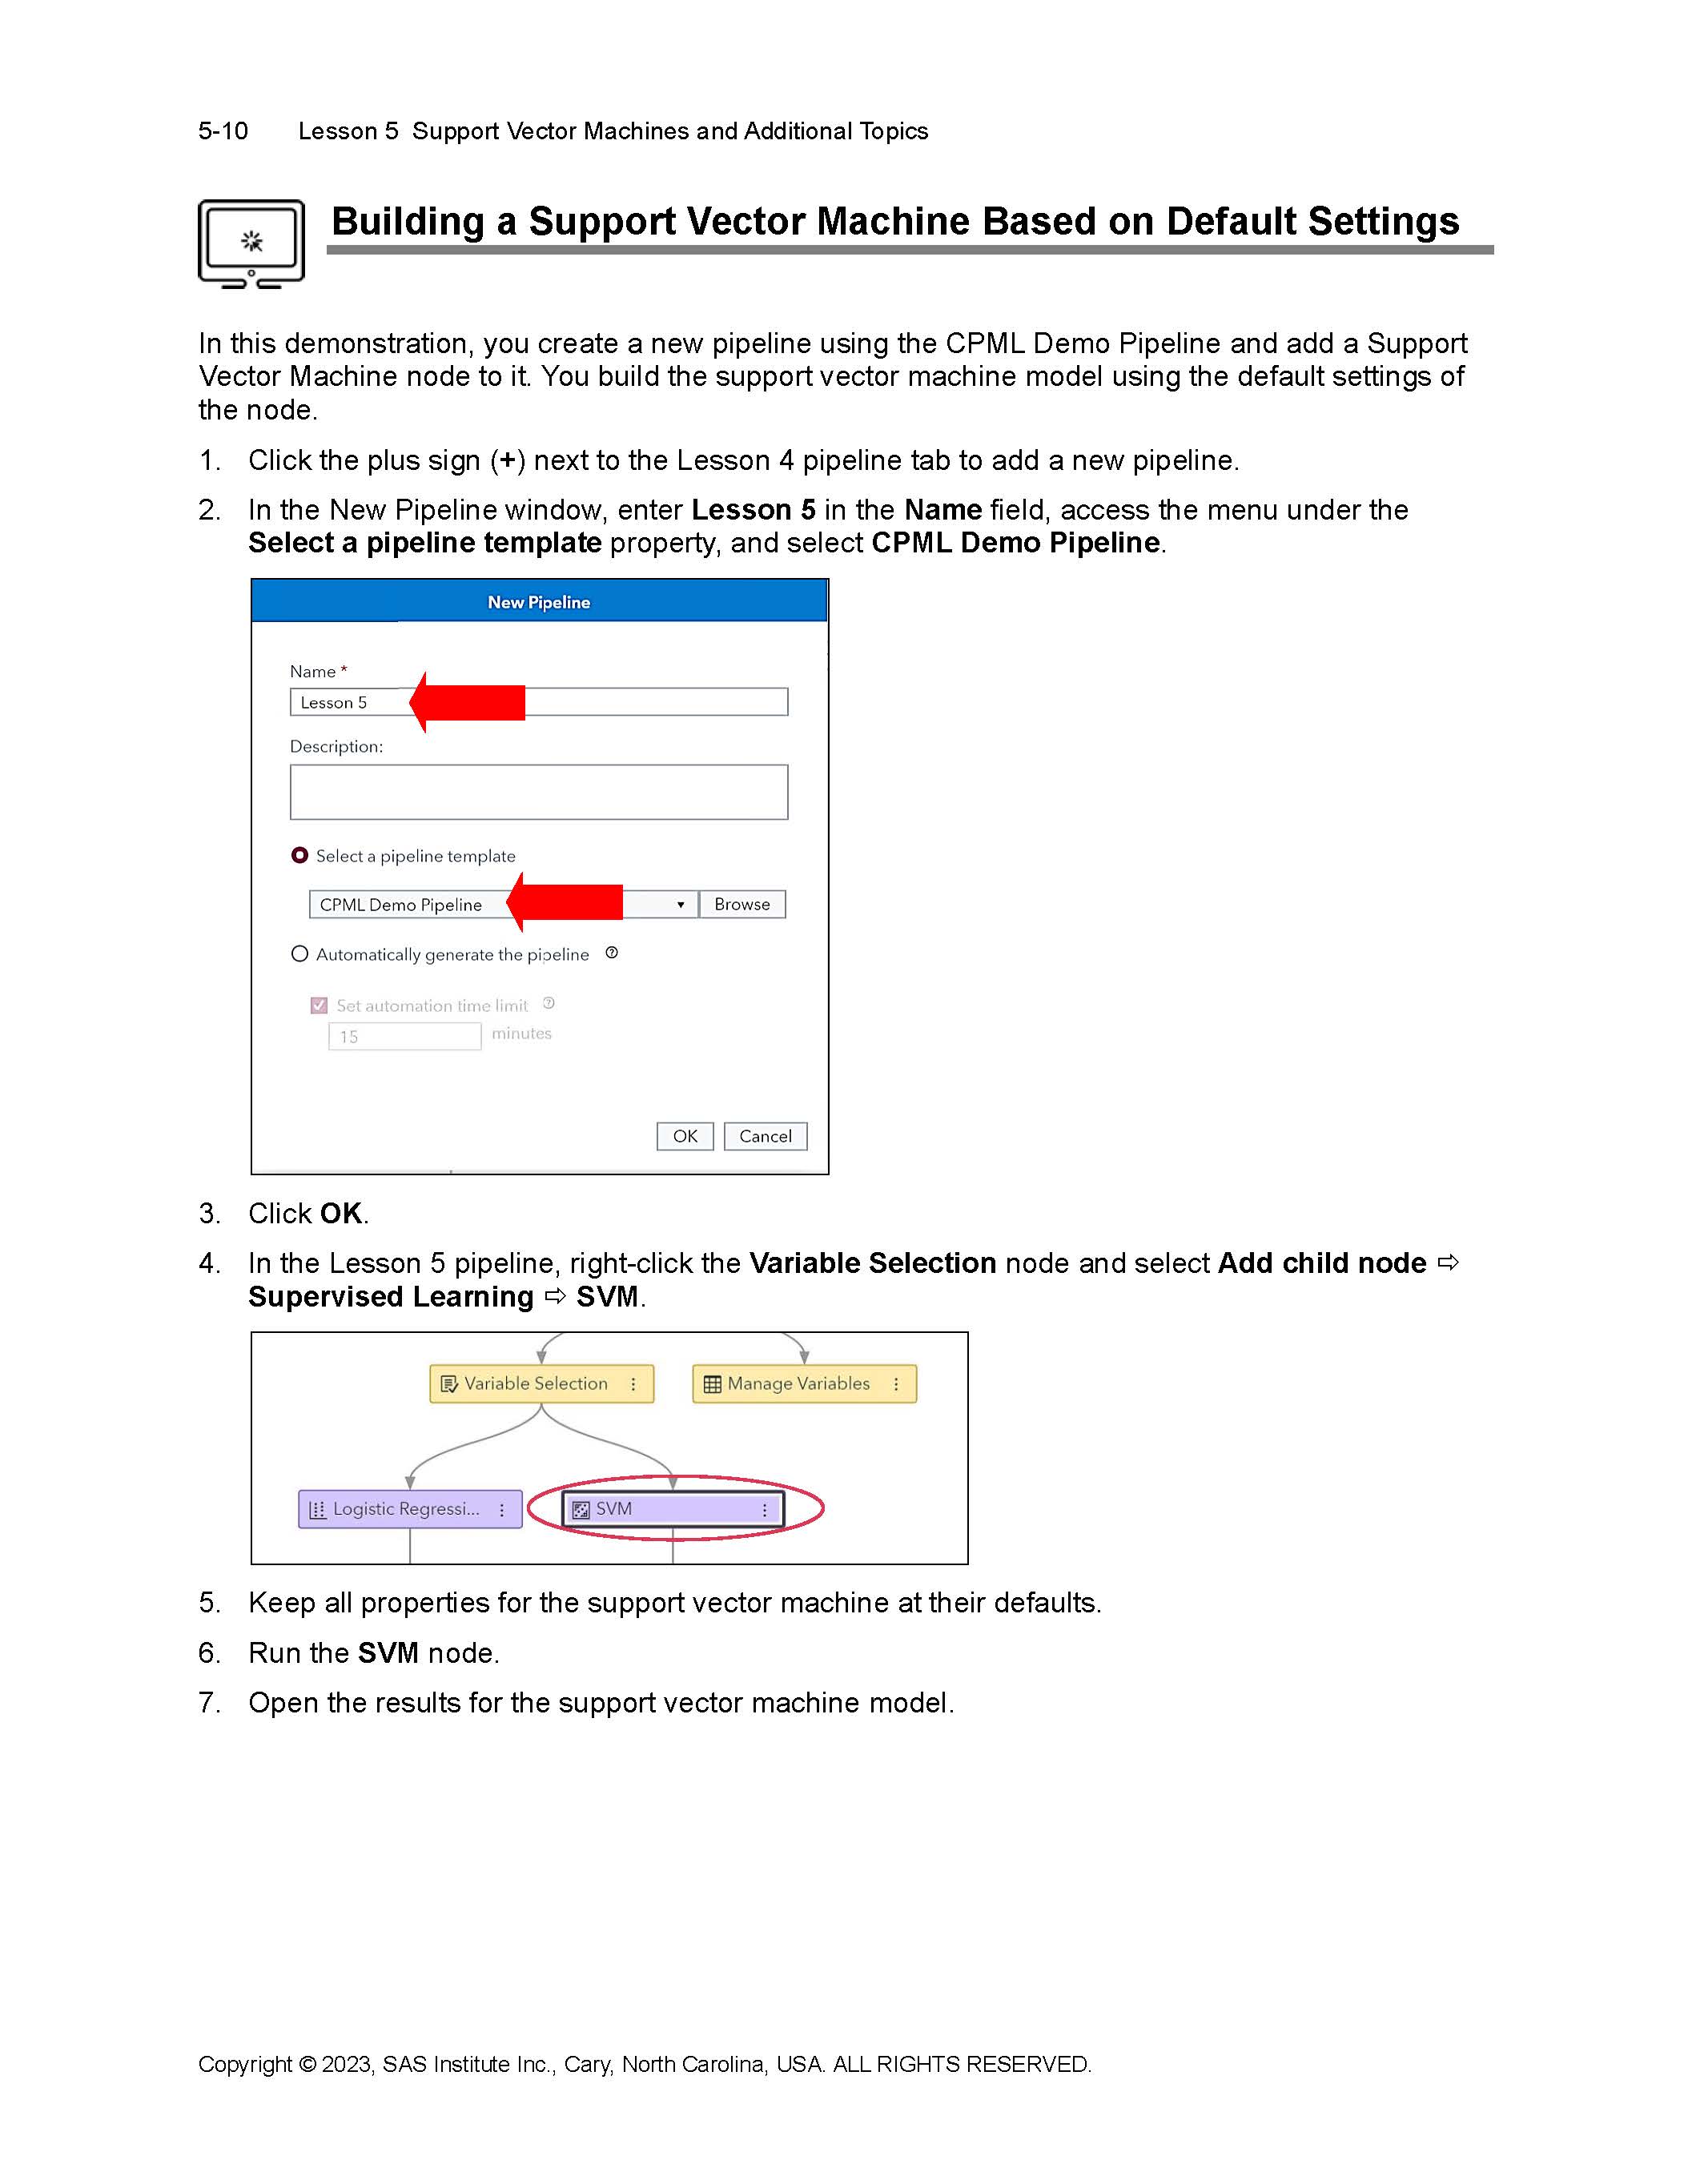 5-10 Lesson 5 Support Vector Machines and Additional Topics
Building a Support Vector Machine Based on Default Settings
In this demonstration, you create a new pipeline using the CPML Demo Pipeline and add a Support
Vector Machine node to it. You build the support vector machine model using the default settings of
the node.
1. Click the plus sign (+) next to the Lesson 4 pipeline tab to add a new pipeline.
2. In the New Pipeline window, enter Lesson 5 in the Name field, access the menu under the
Select a pipeline template property, and select CPML Demo Pipeline.
New Pipeline
Name *
Lesson 5
Description:
Select a pipeline template
CPML Demo Pipeline ▾ Browse
Automatically generate the pipeline ?
Set automation time limit ?
15 minutes
OK Cancel
3. Click OK.
4. In the Lesson 5 pipeline, right-click the Variable Selection node and select Add child node ⇨
Supervised Learning ⇨ SVM.
Variable Selection ⋮ Manage Variables ⋮
Logistic Regressi... ⋮ SVM ⋮
5. Keep all properties for the support vector machine at their defaults.
6. Run the SVM node.
7. Open the results for the support vector machine model.
Copyright © 2023, SAS Institute Inc., Cary, North Carolina, USA. ALL RIGHTS RESERVED.